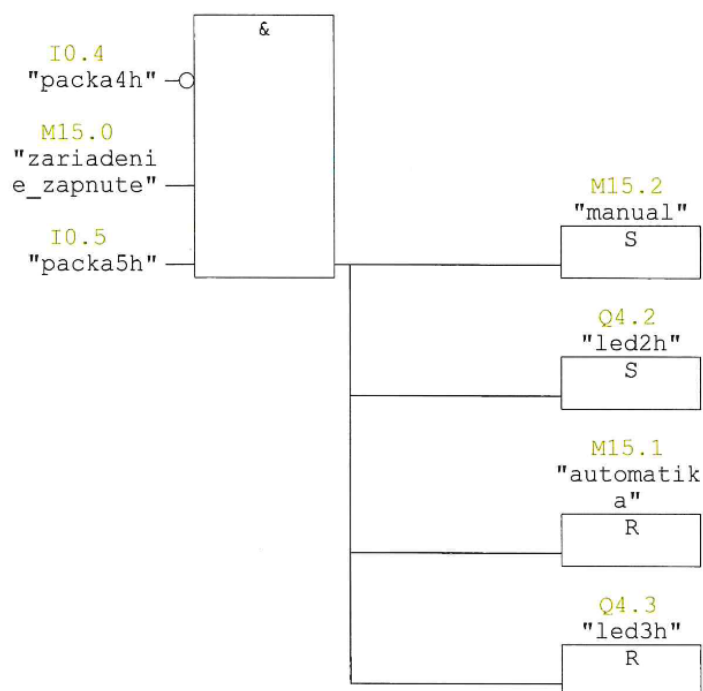 &
I0.4
"packa4h"
M15.0
"zariadeni
e_zapnute"
I0.5
"packa5h"
M15.2
"manual"
S
Q4.2
"led2h"
S
M15.1
"automatik
a"
R
Q4.3
"led3h"
R